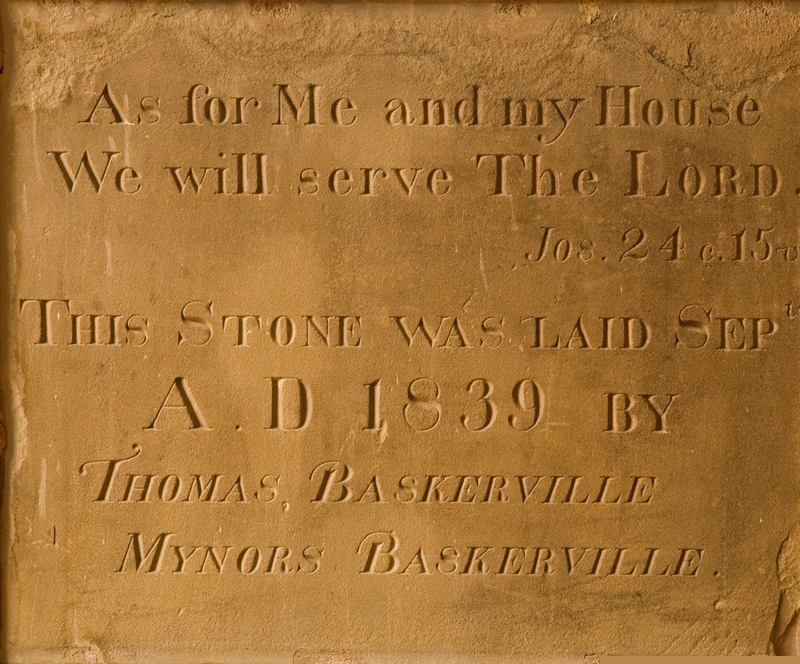 As for Me and my House
We will serve The LORD.
Jos. 24 c. 15 v
THIS STONE WAS LAID SEPt
A. D 1839 BY
THOMAS, BASKERVILLE
MYNORS BASKERVILLE.